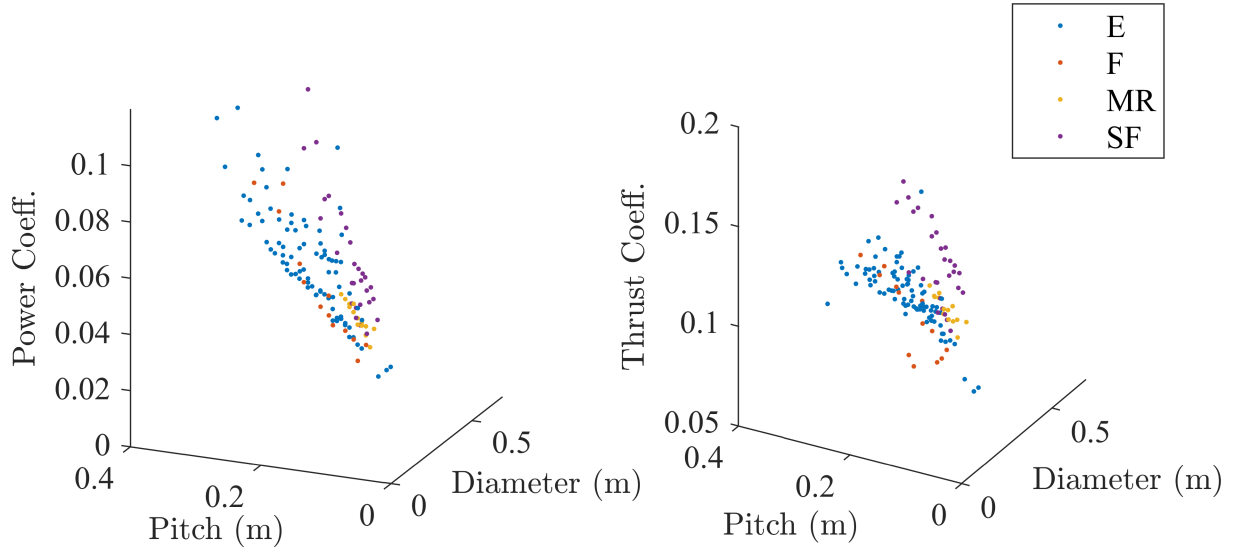 Power Coeff.
0.1
0.08
0.06
0.04
0.02
0
0.4
0.2
0
Pitch (m)
0
0.5
Diameter (m)
Thrust Coeff.
0.2
0.15
0.1
0.05
0.4
0.2
0
Pitch (m)
0
0.5
Diameter (m)
E
F
MR
SF